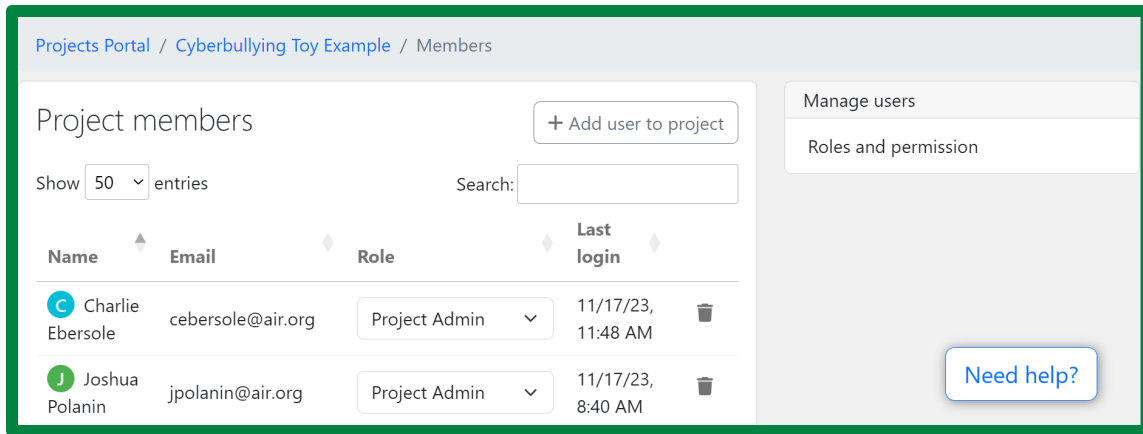 Projects Portal / Cyberbullying Toy Example / Members
Project members
+ Add user to project
Show 50 entries
Search:
Name Email Role Last login
C Charlie Ebersole cebersole@air.org Project Admin 11/17/23, 11:48 AM
J Joshua Polanin jpolanin@air.org Project Admin 11/17/23, 8:40 AM
Manage users
Roles and permission
Need help?